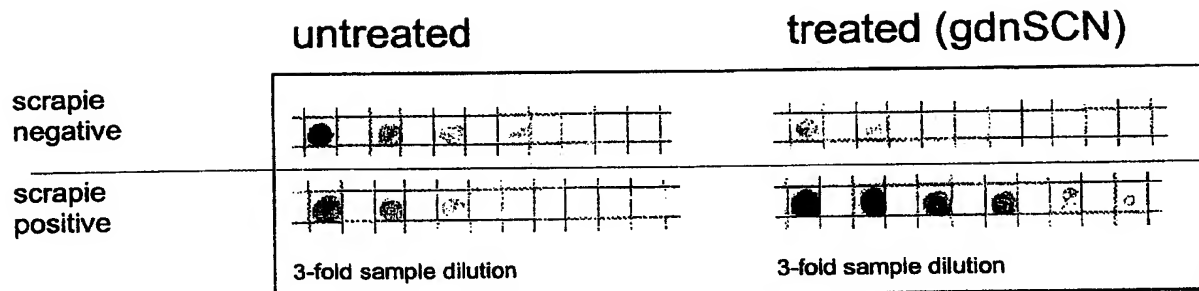 untreated
treated (gdnSCN)
scrapie
negative
scrapie
positive
3-fold sample dilution
3-fold sample dilution